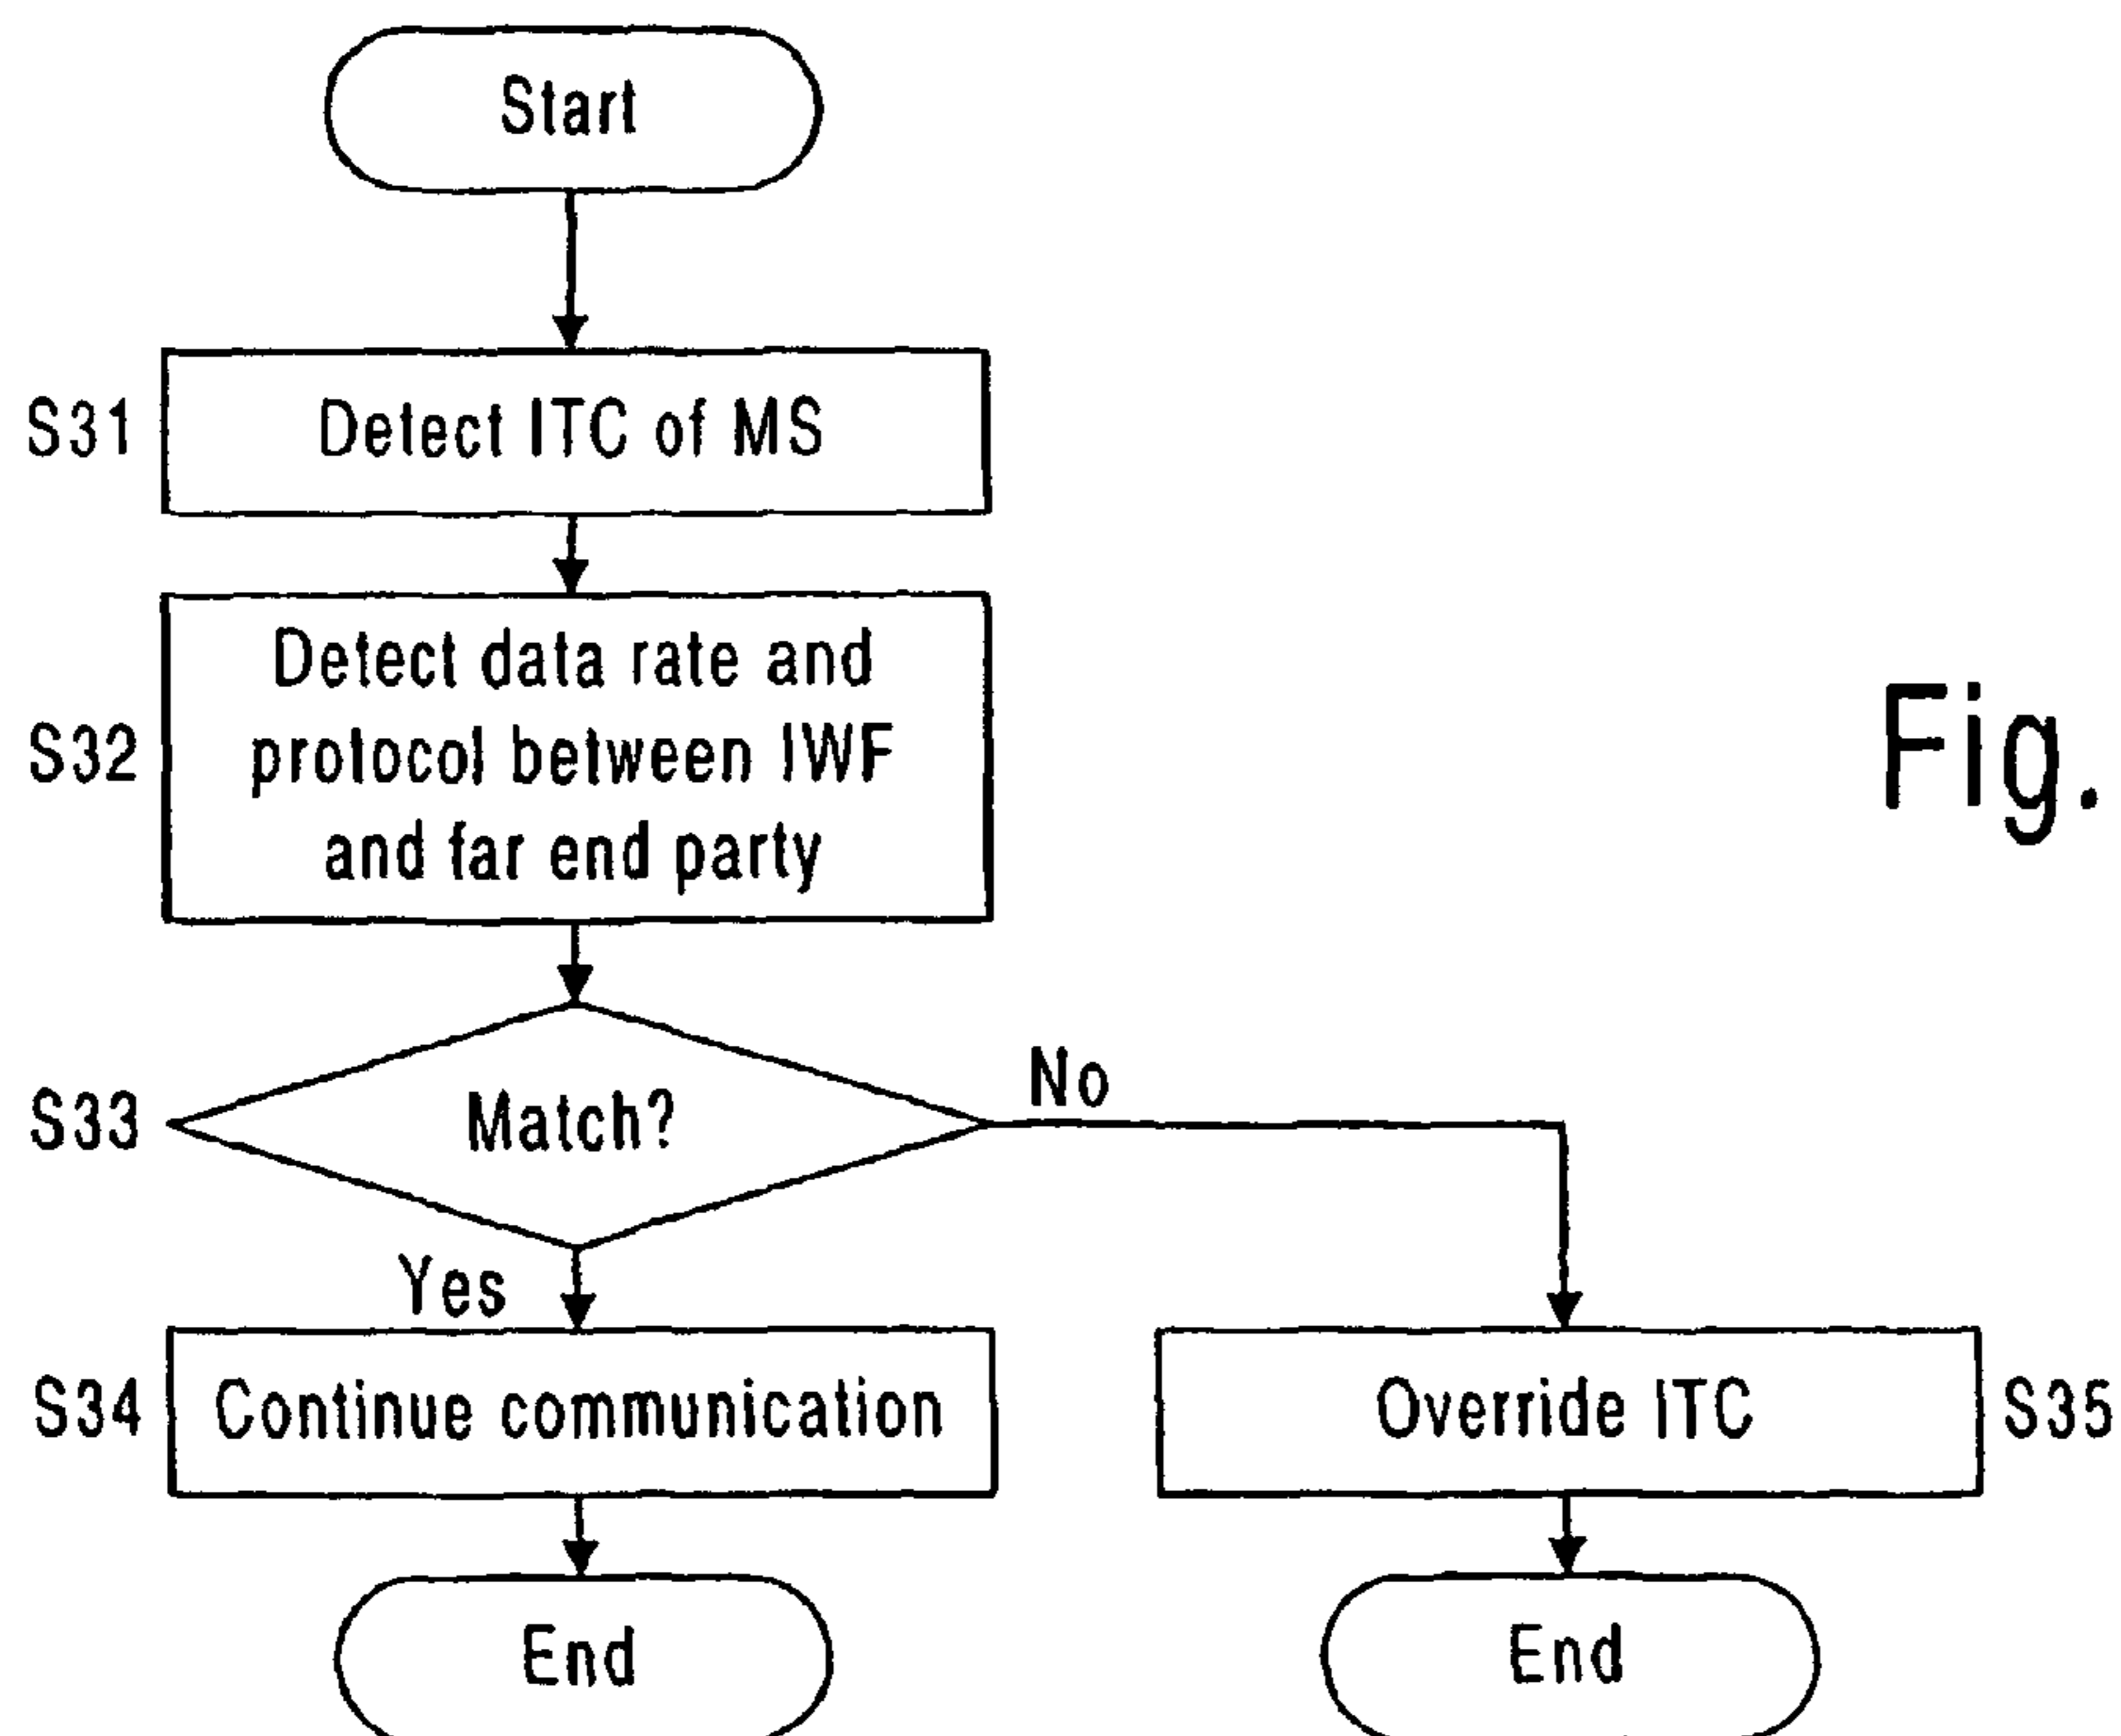 Start
S31
Detect ITC of MS
S32
Detect data rate and
protocol between IWF
and far end party
Fig.
S33
Match?
No
Yes
S34
Continue communication
Override ITC
S35
End
End